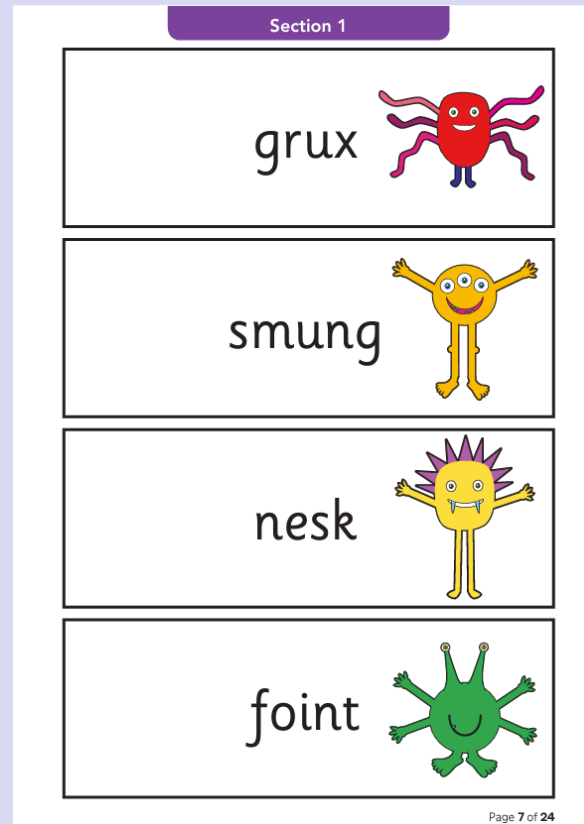 Section 1
grux
smung
nesk
foint
Page 7 of 24